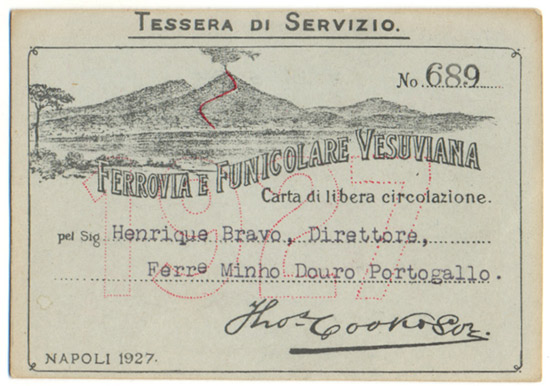 TESSERA DI SERVIZIO.
No 689
FERROVIA E FUNICOLARE VESUVIANA
Carta di libera circolazione.
1927
pel Sig Henrique Bravo, Direttore,
Ferre Minho Douro Portogallo.
Thos Cook & Son.
NAPOLI 1927.